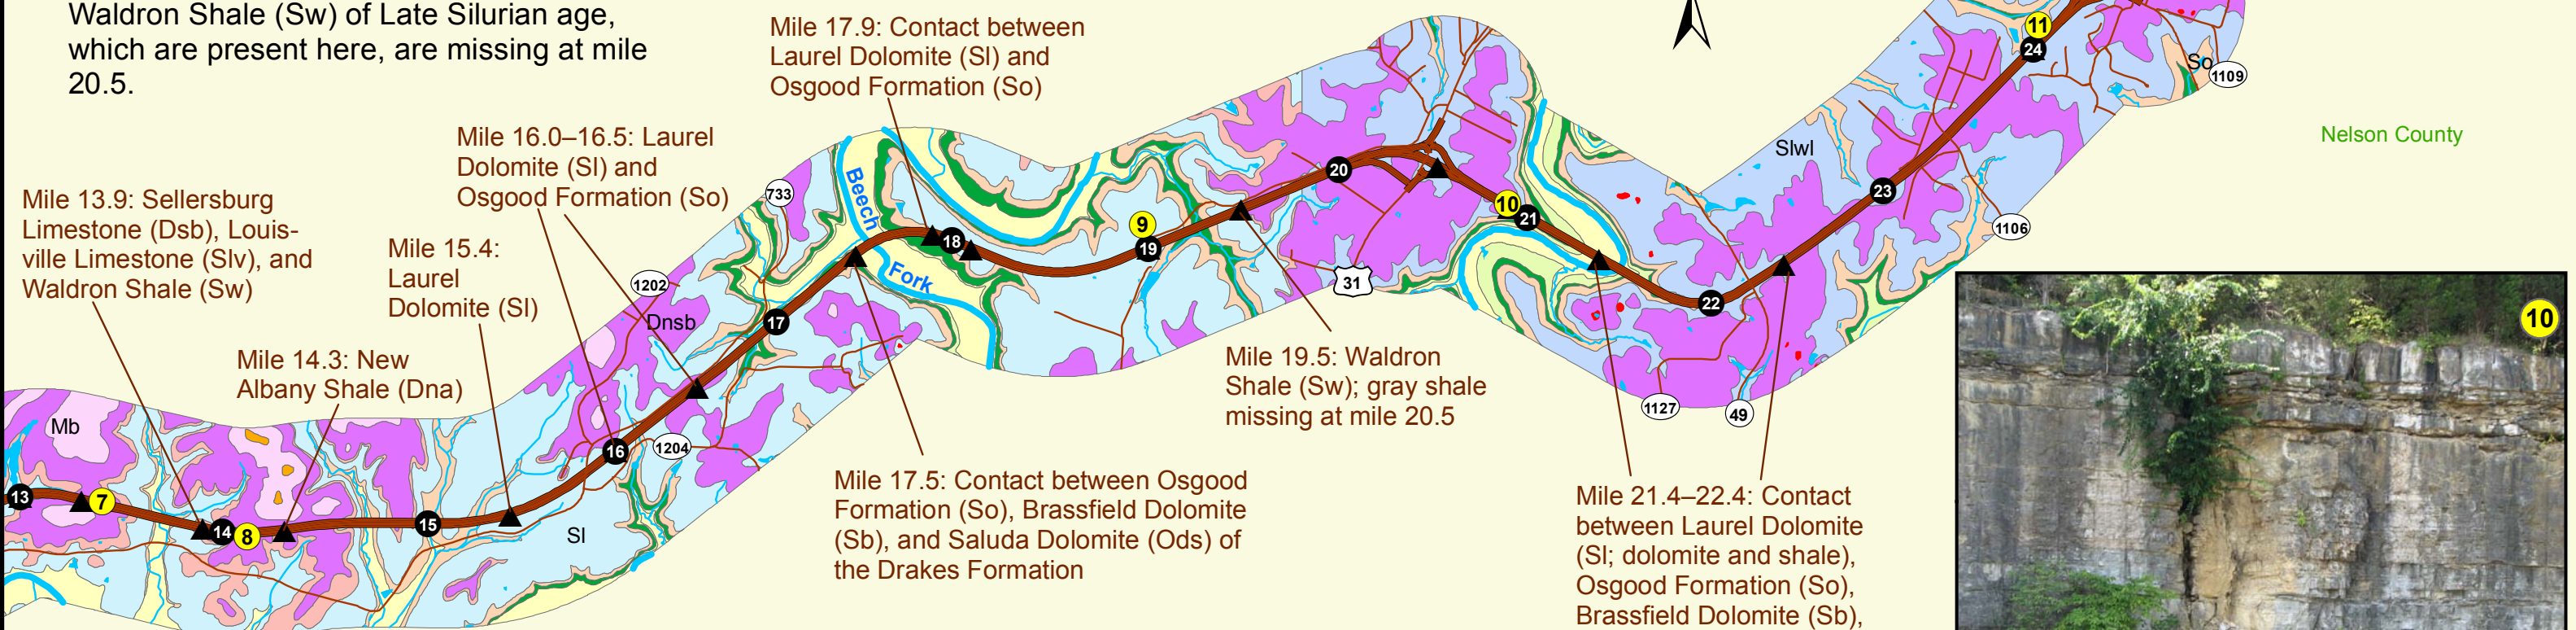 Waldron Shale (Sw) of Late Silurian age,
which are present here, are missing at mile
20.5.
Mile 17.9: Contact between
Laurel Dolomite (Sl) and
Osgood Formation (So)
Mile 16.0–16.5: Laurel
Dolomite (Sl) and
Osgood Formation (So)
Mile 13.9: Sellersburg
Limestone (Dsb), Louis-
ville Limestone (Slv), and
Waldron Shale (Sw)
Mile 15.4:
Laurel
Dolomite (Sl)
Mile 14.3: New
Albany Shale (Dna)
Mile 19.5: Waldron
Shale (Sw); gray shale
missing at mile 20.5
Mile 17.5: Contact between Osgood
Formation (So), Brassfield Dolomite
(Sb), and Saluda Dolomite (Ods) of
the Drakes Formation
Mile 21.4–22.4: Contact
between Laurel Dolomite
(Sl; dolomite and shale),
Osgood Formation (So),
Brassfield Dolomite (Sb),
Nelson County
Beech
Fork
Mb
Dnsb
Sl
Slwl
So
13
7
14
8
15
16
17
18
9
19
20
10
21
22
23
11
24
733
1202
1204
31
1127
49
1106
1109
10